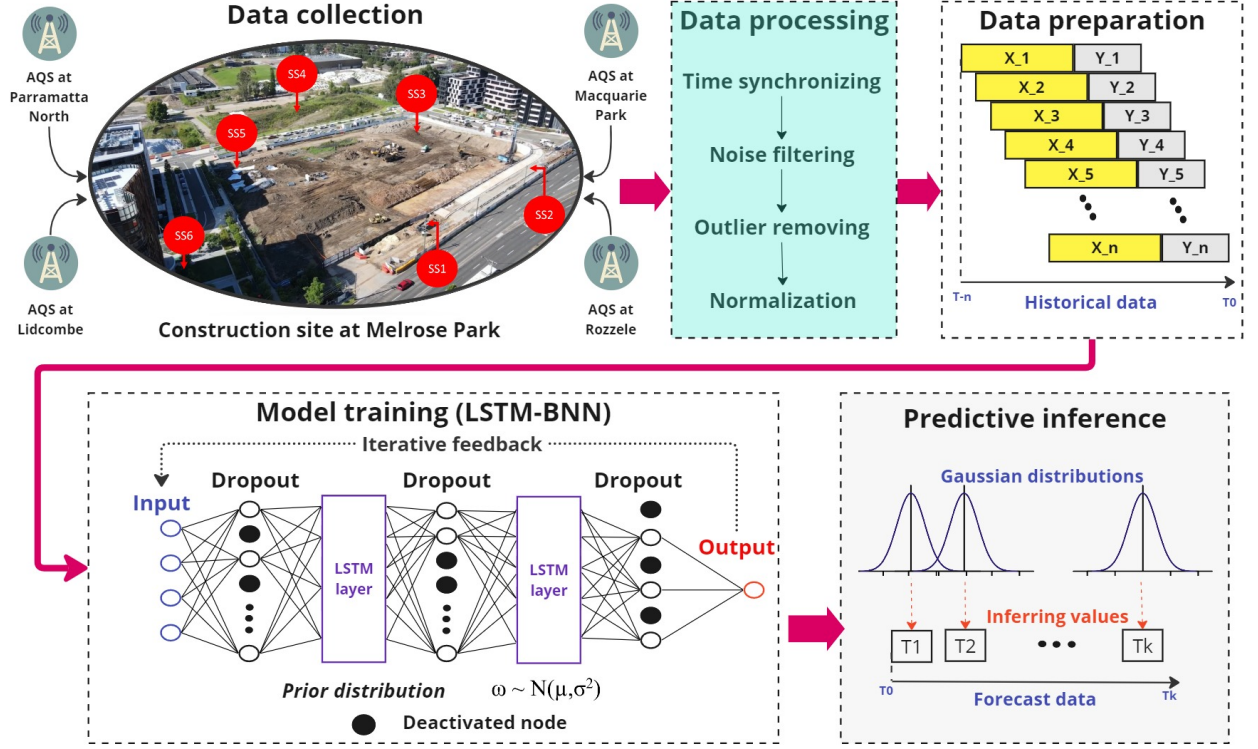 Data collection
AQS at
Parramatta
North
AQS at
Macquarie
Park
SS4
SS3
SS5
SS2
SS6
SS1
AQS at
Lidcombe
AQS at
Rozzele
Construction site at Melrose Park
Data processing
Time synchronizing
Noise filtering
Outlier removing
Normalization
Data preparation
X_1 Y_1
X_2 Y_2
X_3 Y_3
X_4 Y_4
X_5 Y_5
X_n Y_n
T-n Historical data T0
Model training (LSTM-BNN)
Iterative feedback
Dropout Dropout Dropout
Input
LSTM
layer
LSTM
layer
Output
Prior distribution ω ~ N(μ,σ²)
Deactivated node
Predictive inference
Gaussian distributions
Inferring values
T1 T2 Tk
T0 Forecast data Tk